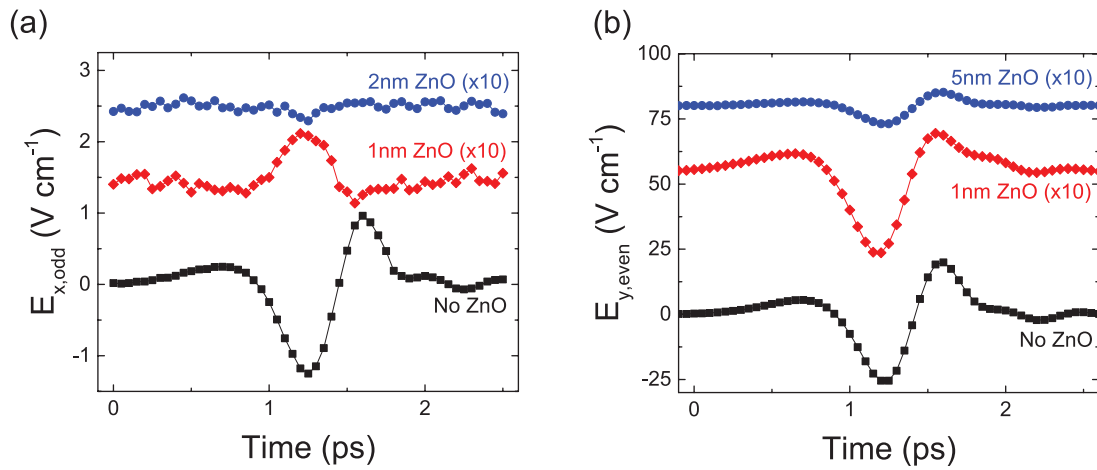 (a)
2nm ZnO (x10)
1nm ZnO (x10)
No ZnO
3
2
1
0
-1
E_x,odd (V cm⁻¹)
0
1
2
Time (ps)
(b)
5nm ZnO (x10)
1nm ZnO (x10)
No ZnO
100
75
50
25
0
-25
E_y,even (V cm⁻¹)
0
1
2
Time (ps)